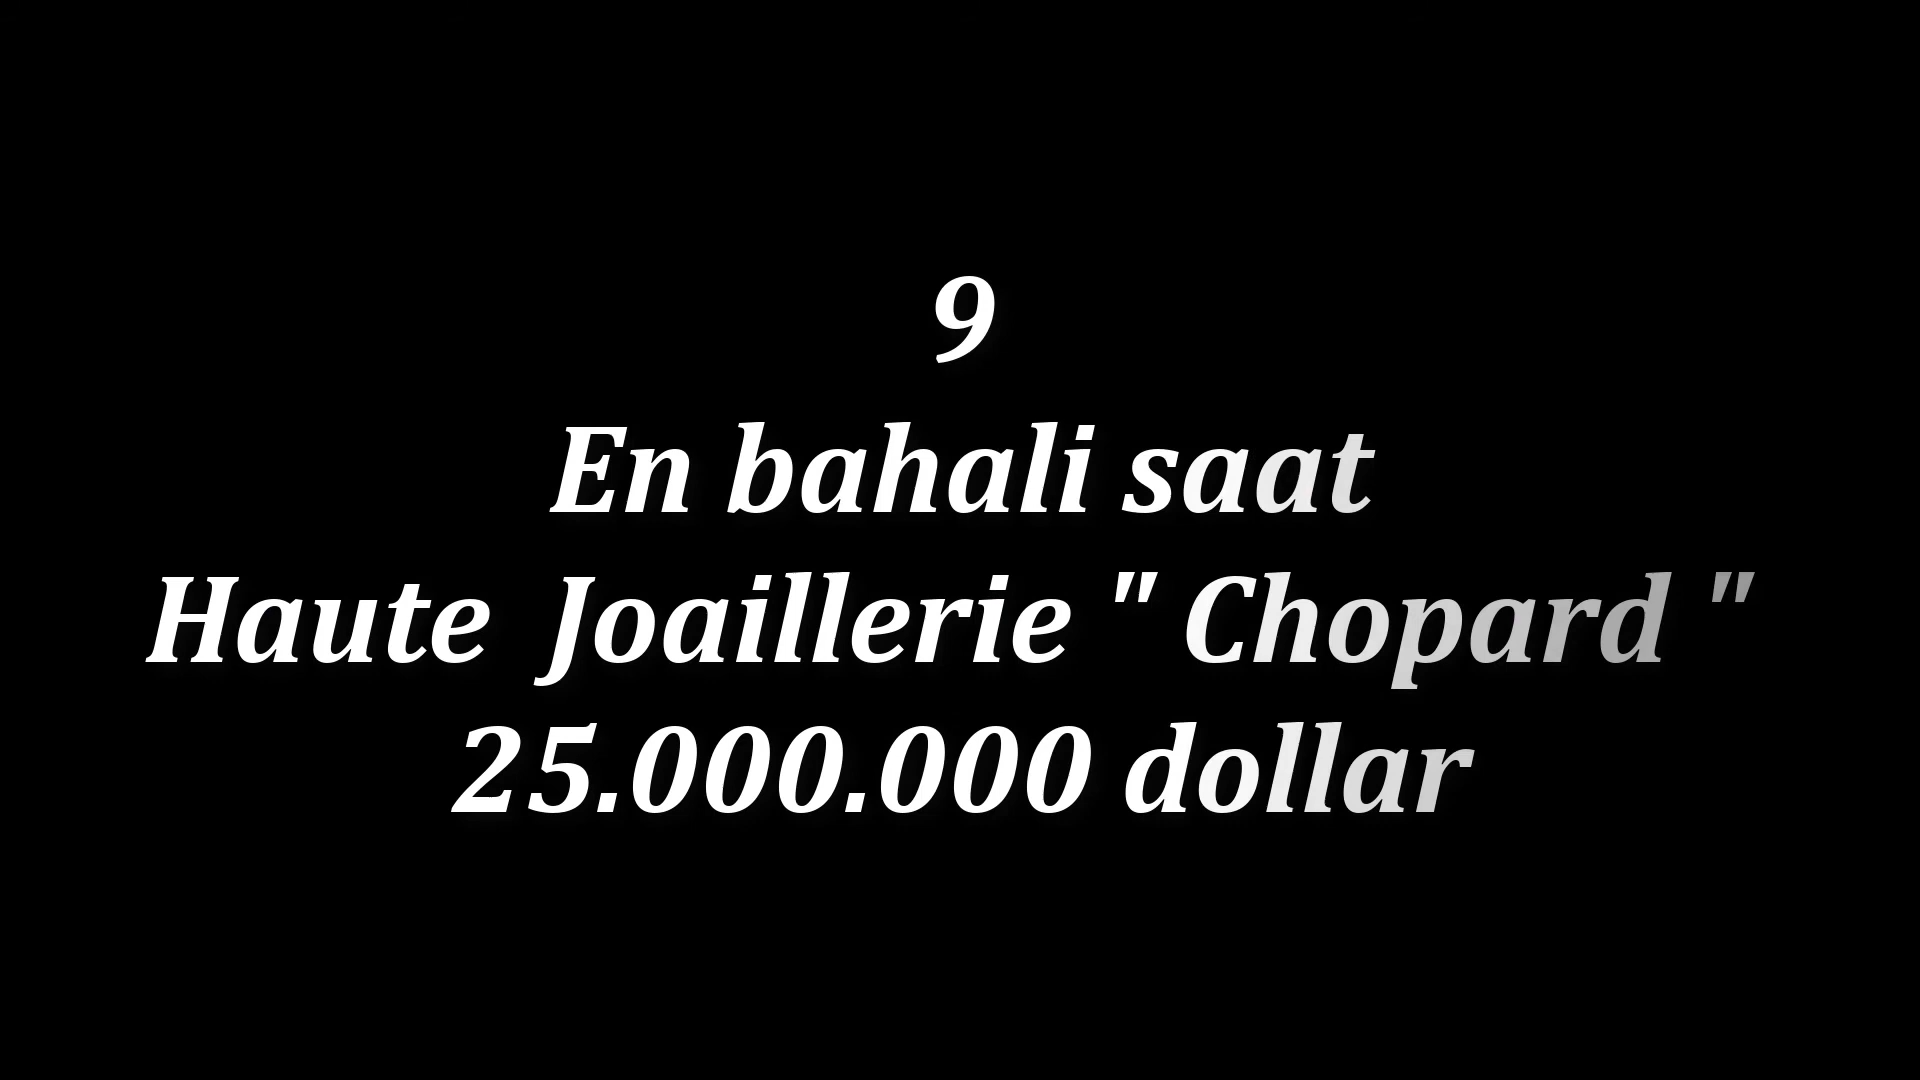 9
En bahali saat
Haute  Joaillerie " Chopard "
25.000.000 dollar